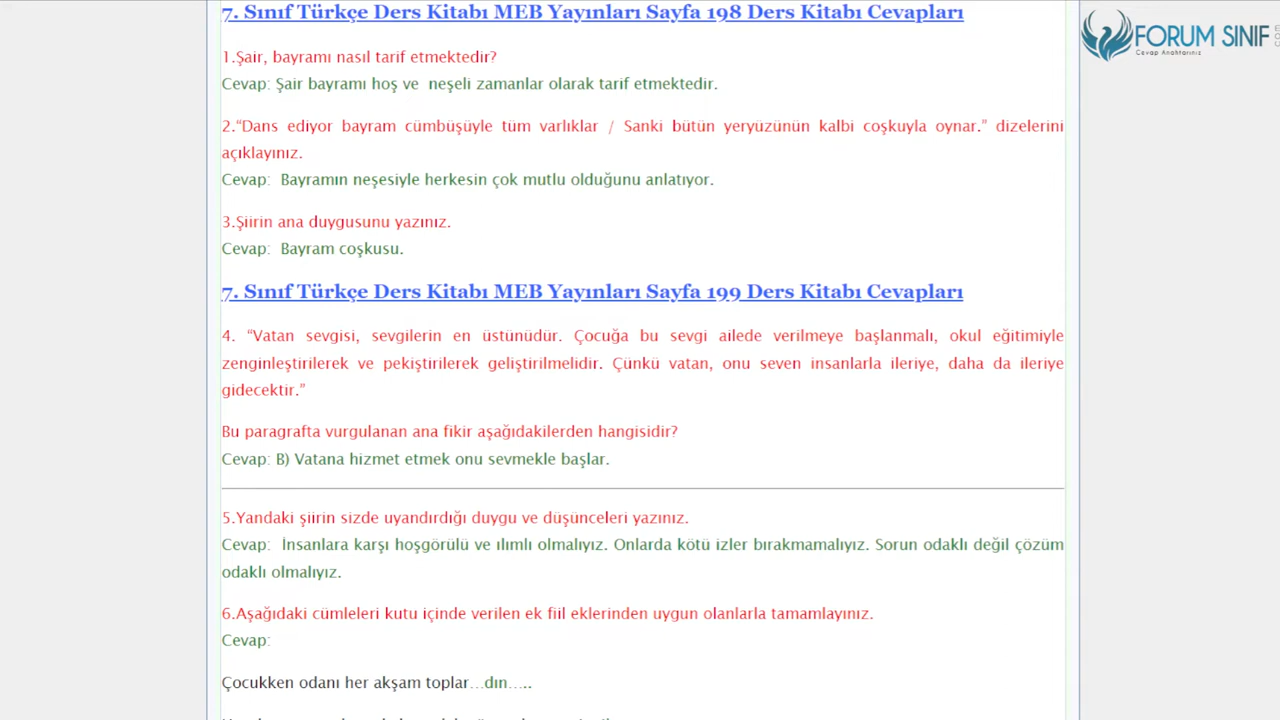 7. Sınıf Türkçe Ders Kitabı MEB Yayınları Sayfa 198 Ders Kitabı Cevapları
FORUM SINIF
Cevap Anahtarınız
1.Şair, bayramı nasıl tarif etmektedir?
Cevap: Şair bayramı hoş ve  neşeli zamanlar olarak tarif etmektedir.
2.“Dans ediyor bayram cümbüşüyle tüm varlıklar / Sanki bütün yeryüzünün kalbi coşkuyla oynar.” dizelerini
açıklayınız.
Cevap:  Bayramın neşesiyle herkesin çok mutlu olduğunu anlatıyor.
3.Şiirin ana duygusunu yazınız.
Cevap:  Bayram coşkusu.
7. Sınıf Türkçe Ders Kitabı MEB Yayınları Sayfa 199 Ders Kitabı Cevapları
4. “Vatan sevgisi, sevgilerin en üstünüdür. Çocuğa bu sevgi ailede verilmeye başlanmalı, okul eğitimiyle
zenginleştirilerek ve pekiştirilerek geliştirilmelidir. Çünkü vatan, onu seven insanlarla ileriye, daha da ileriye
gidecektir.”
Bu paragrafta vurgulanan ana fikir aşağıdakilerden hangisidir?
Cevap: B) Vatana hizmet etmek onu sevmekle başlar.
5.Yandaki şiirin sizde uyandırdığı duygu ve düşünceleri yazınız.
Cevap:  İnsanlara karşı hoşgörülü ve ılımlı olmalıyız. Onlarda kötü izler bırakmamalıyız. Sorun odaklı değil çözüm
odaklı olmalıyız.
6.Aşağıdaki cümleleri kutu içinde verilen ek fiil eklerinden uygun olanlarla tamamlayınız.
Cevap:
Çocukken odanı her akşam toplar…dın…..